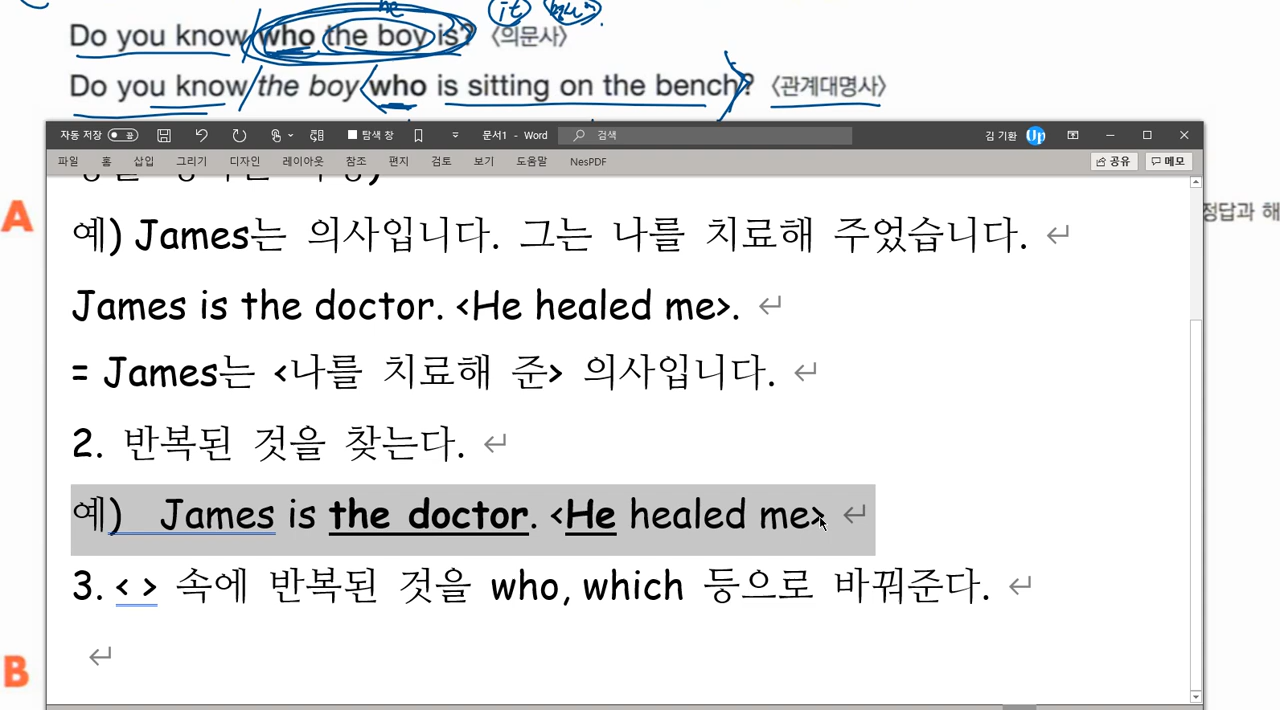 he it
Do you know who the boy is? <의문사>
Do you know the boy who is sitting on the bench? <관계대명사>
자동 저장 끔 탐색 창 문서1 - Word 검색 김 기환 Up
파일 홈 삽입 그리기 디자인 레이아웃 참조 편지 검토 보기 도움말 NesPDF 공유 메모
A
정답과 해
예) James는 의사입니다. 그는 나를 치료해 주었습니다.
James is the doctor. <He healed me>.
= James는 <나를 치료해 준> 의사입니다.
2. 반복된 것을 찾는다.
예) James is the doctor. <He healed me>
3. < > 속에 반복된 것을 who, which 등으로 바꿔준다.
B